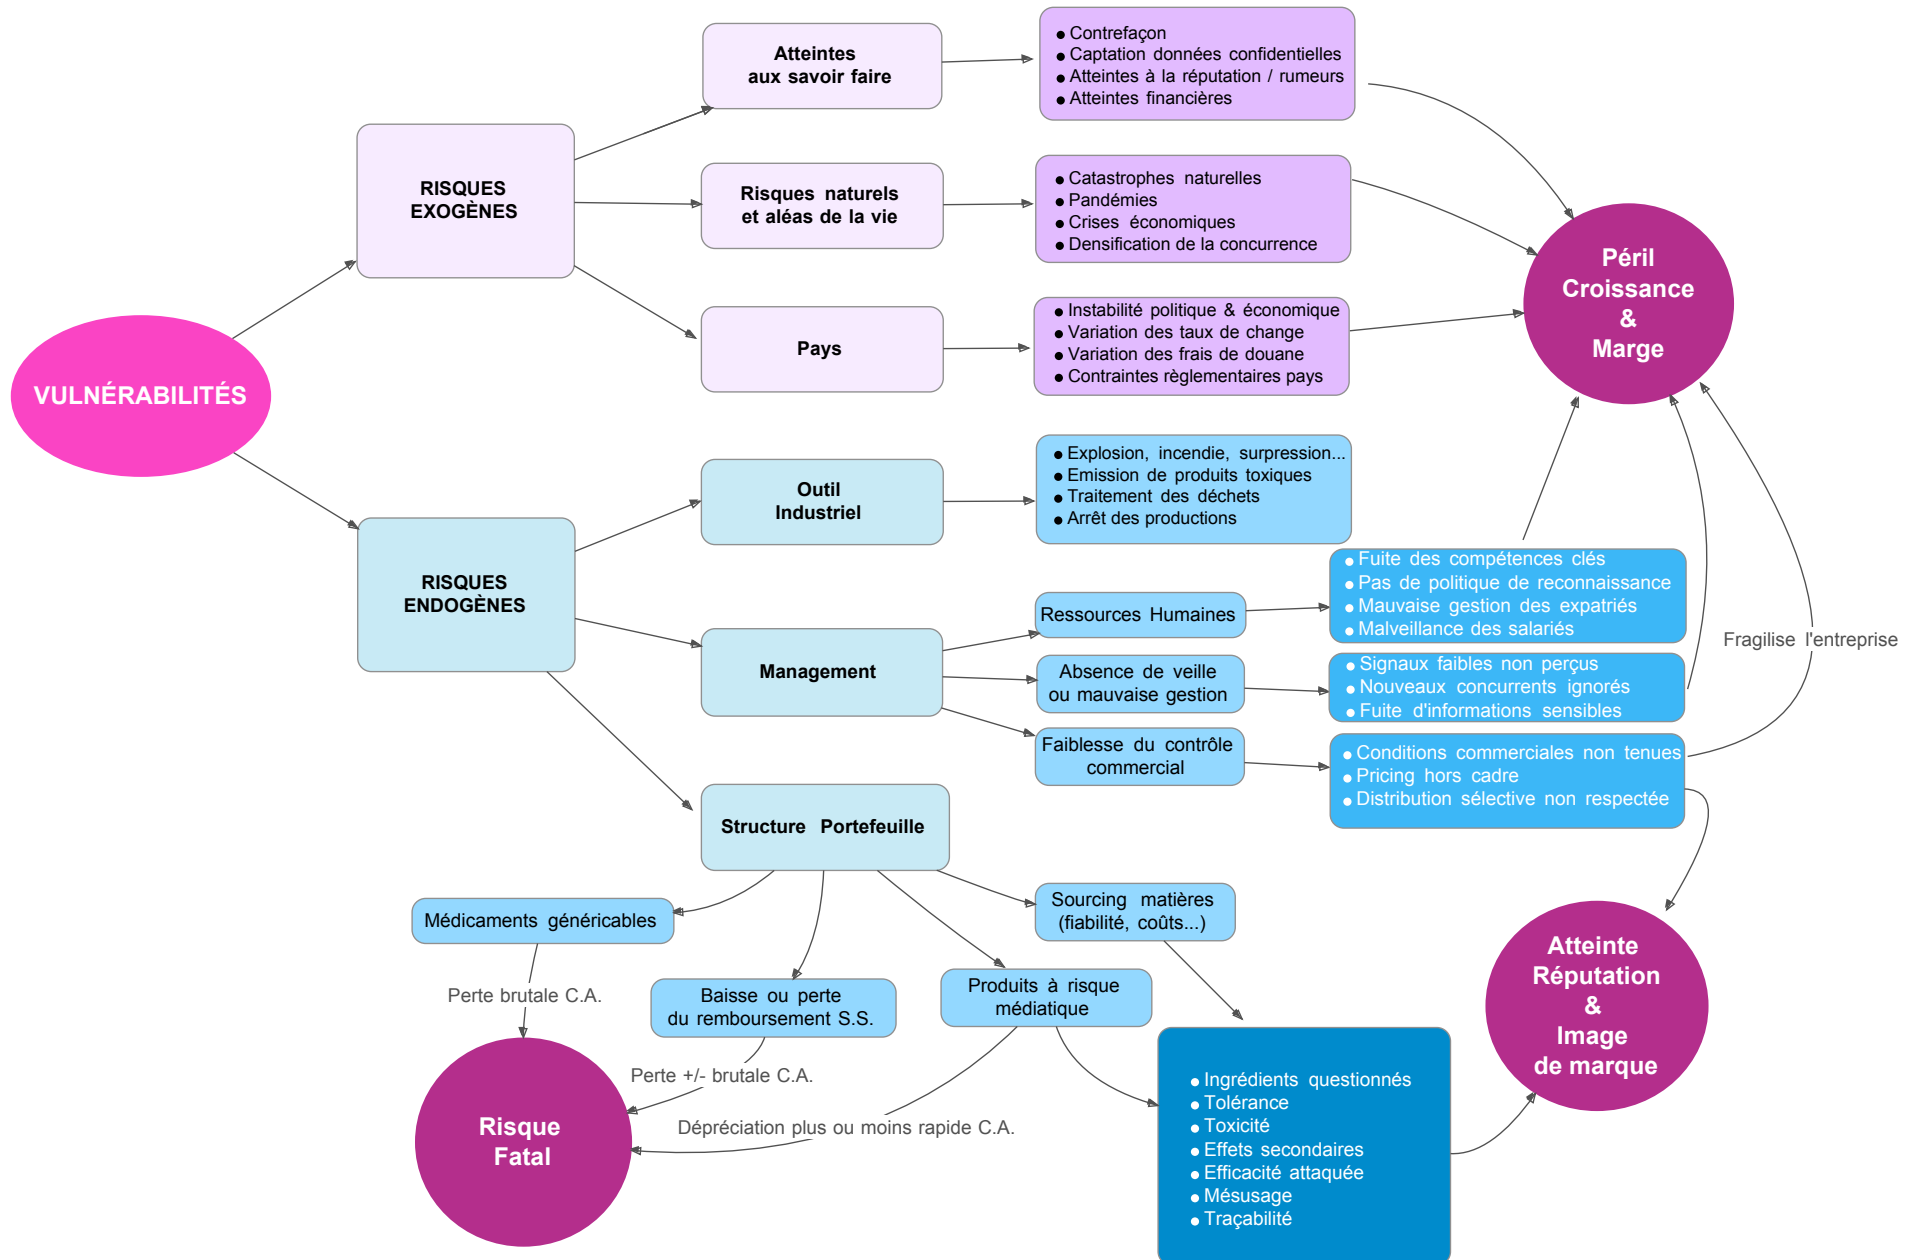 Atteintes
aux savoir faire
● Contrefaçon
● Captation données confidentielles
● Atteintes à la réputation / rumeurs
● Atteintes financières
RISQUES
EXOGÈNES
Risques naturels
et aléas de la vie
● Catastrophes naturelles
● Pandémies
● Crises économiques
● Densification de la concurrence
Péril
Croissance
&
Marge
Pays
● Instabilité politique & économique
● Variation des taux de change
● Variation des frais de douane
● Contraintes règlementaires pays
VULNÉRABILITÉS
Outil
Industriel
● Explosion, incendie, surpression...
● Emission de produits toxiques
● Traitement des déchets
● Arrêt des productions
RISQUES
ENDOGÈNES
Management
Ressources Humaines
● Fuite des compétences clés
● Pas de politique de reconnaissance
● Mauvaise gestion des expatriés
● Malveillance des salariés
Fragilise l'entreprise
Absence de veille
ou mauvaise gestion
● Signaux faibles non perçus
● Nouveaux concurrents ignorés
● Fuite d'informations sensibles
Faiblesse du contrôle
commercial
● Conditions commerciales non tenues
● Pricing hors cadre
● Distribution sélective non respectée
Structure Portefeuille
Médicaments généricables
Sourcing matières
(fiabilité, coûts...)
Perte brutale C.A.
Baisse ou perte
du remboursement S.S.
Produits à risque
médiatique
Atteinte
Réputation
&
Image
de marque
Perte +/- brutale C.A.
Dépréciation plus ou moins rapide C.A.
Risque
Fatal
● Ingrédients questionnés
● Tolérance
● Toxicité
● Effets secondaires
● Efficacité attaquée
● Mésusage
● Traçabilité